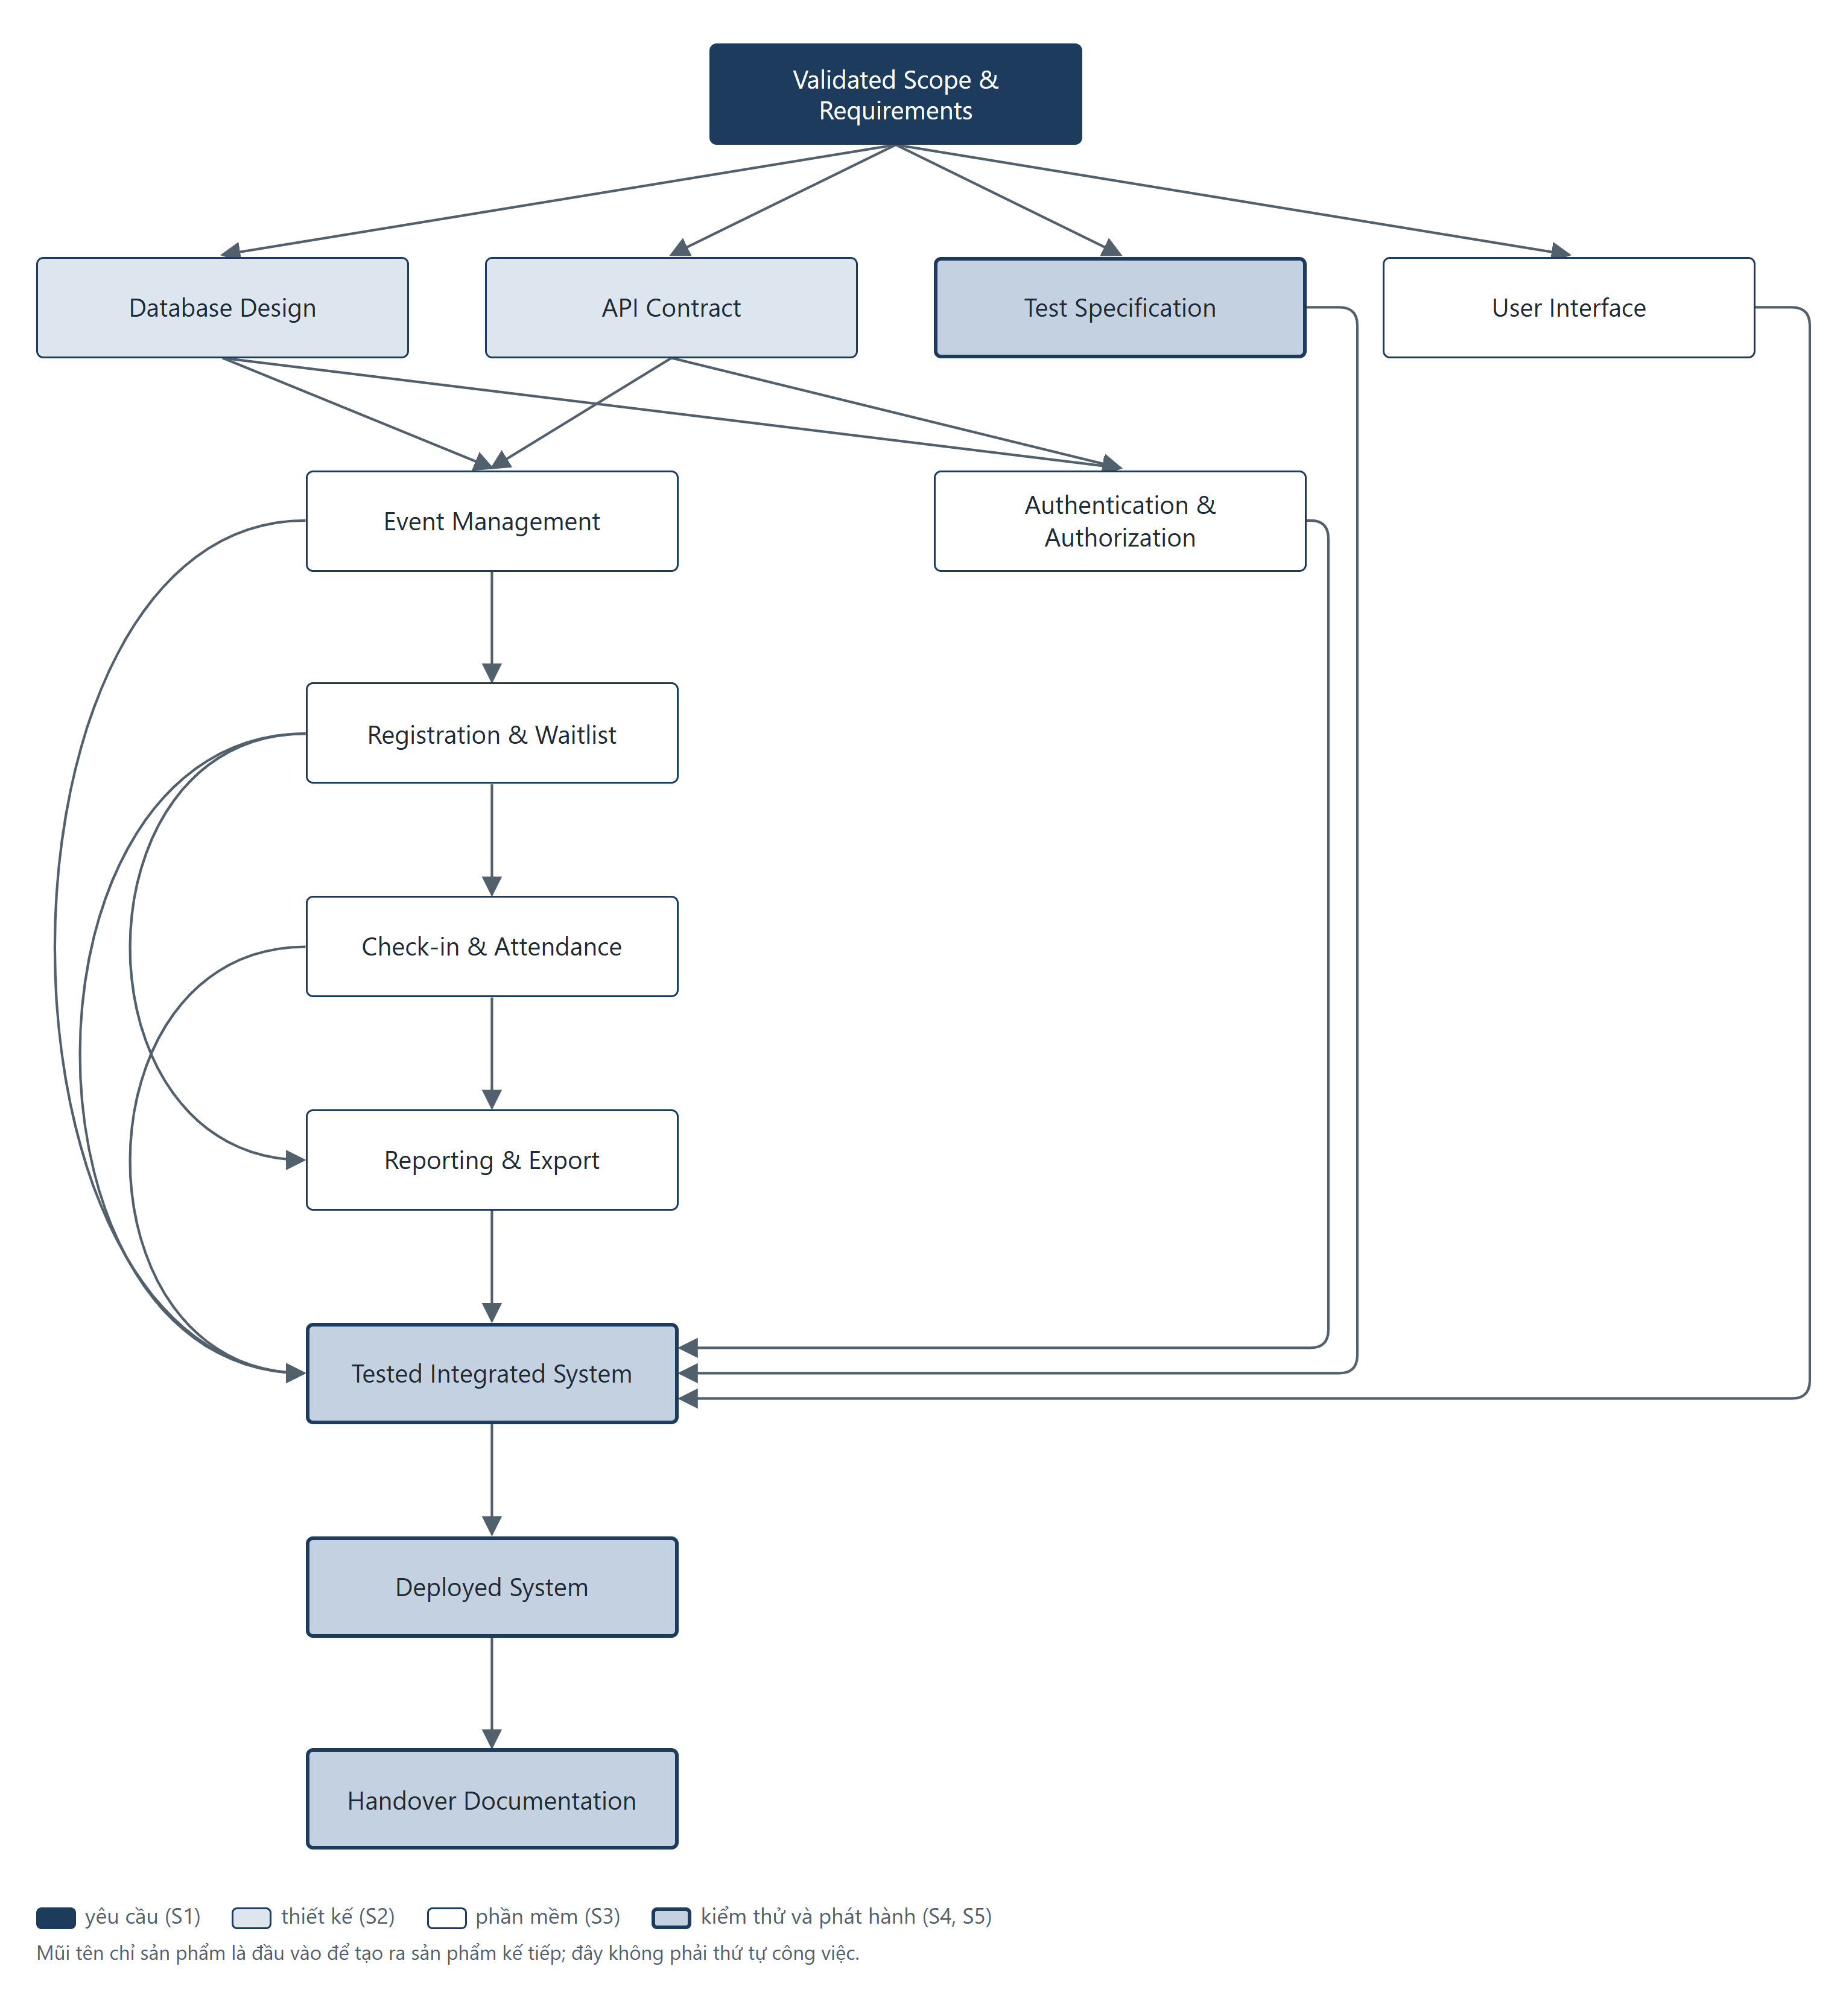 Validated Scope &
Requirements
Database Design
API Contract
Test Specification
User Interface
Event Management
Authentication &
Authorization
Registration & Waitlist
Check-in & Attendance
Reporting & Export
Tested Integrated System
Deployed System
Handover Documentation
yêu cầu (S1)
thiết kế (S2)
phần mềm (S3)
kiểm thử và phát hành (S4, S5)
Mũi tên chỉ sản phẩm là đầu vào để tạo ra sản phẩm kế tiếp; đây không phải thứ tự công việc.